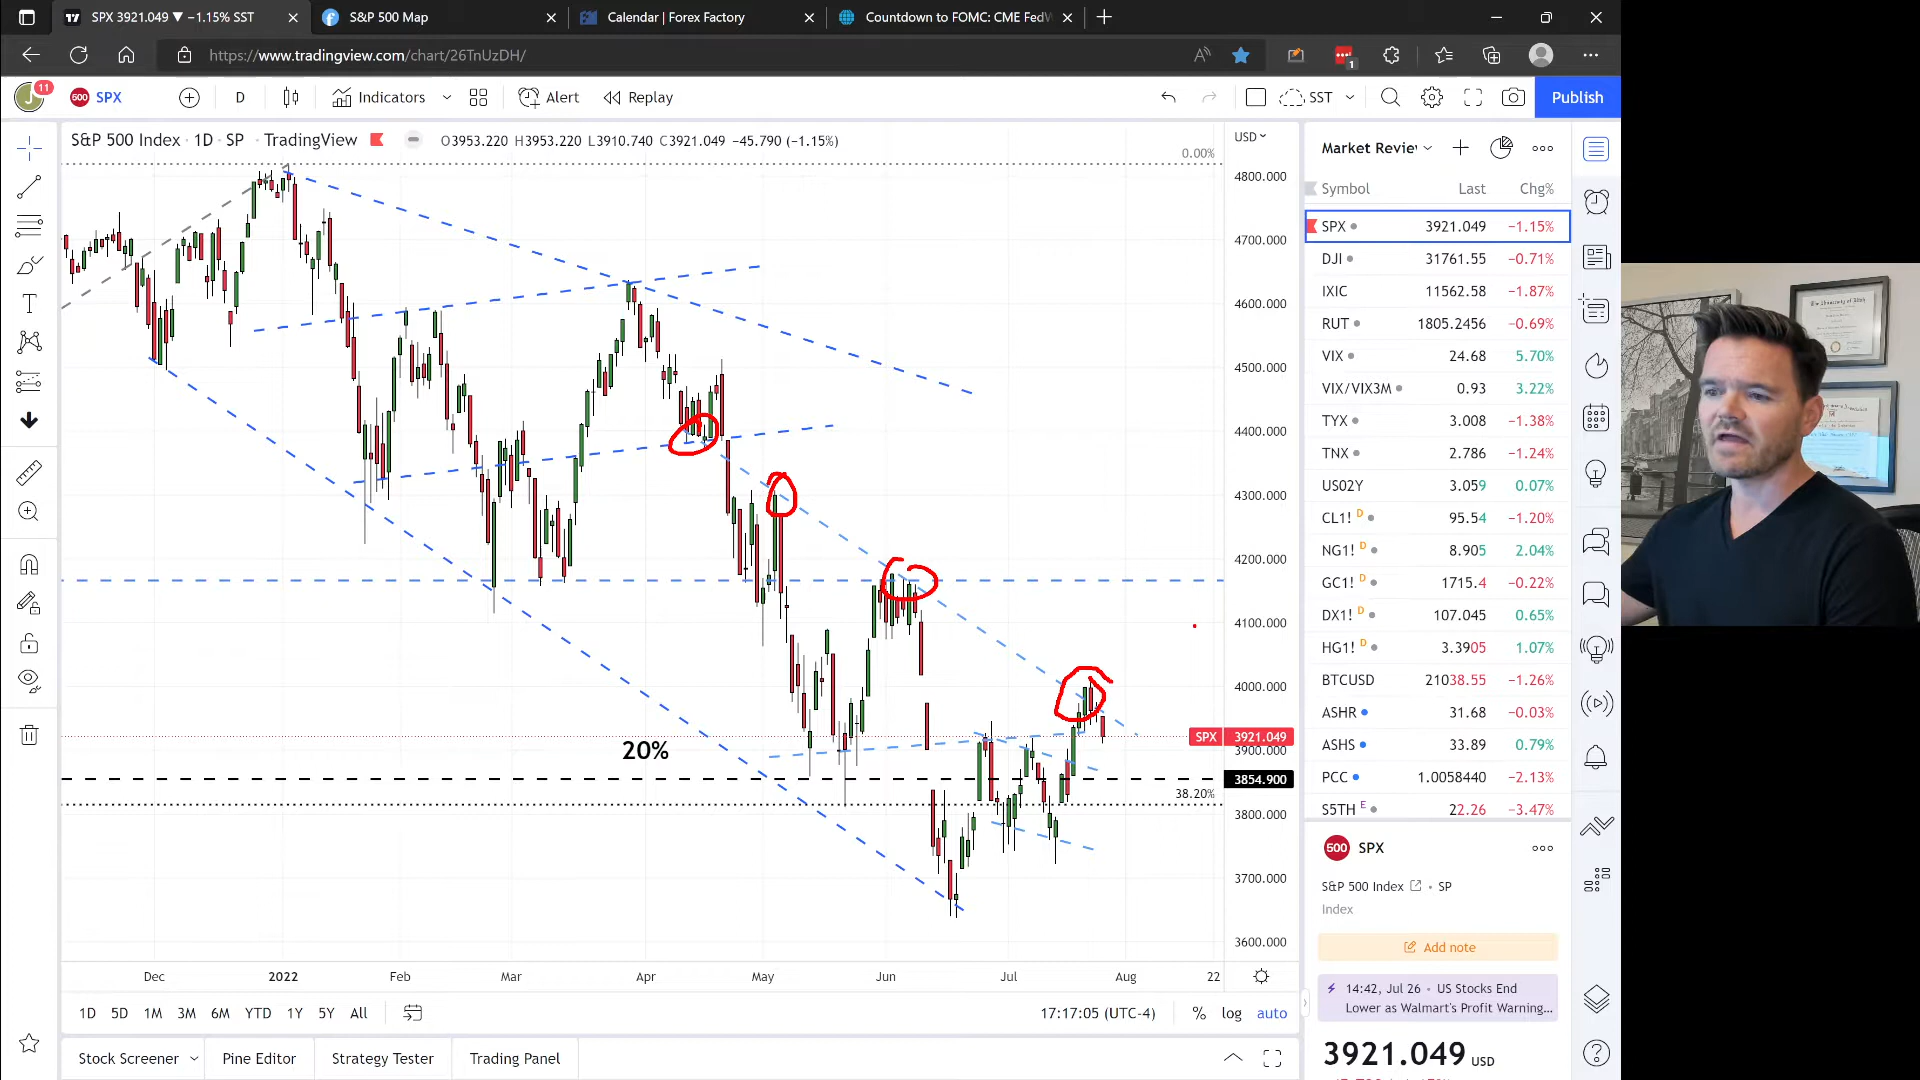 SPX 3921.049 ▼ −1.15% SST
S&P 500 Map
Calendar | Forex Factory
Countdown to FOMC: CME FedW
https://www.tradingview.com/chart/26TnUzDH/
1
11
500 SPX D Indicators Alert Replay SST Publish
S&P 500 Index · 1D · SP · TradingView O3953.220 H3953.220 L3910.740 C3921.049 −45.790 (−1.15%)
USD
0.00%
4800.000
4700.000
4600.000
4500.000
4400.000
4300.000
4200.000
4100.000
4000.000
SPX 3921.049
3900.000
20%
3854.900
38.20%
3800.000
3700.000
3600.000
Dec 2022 Feb Mar Apr May Jun Jul Aug 22
1D 5D 1M 3M 6M YTD 1Y 5Y All 17:17:05 (UTC-4) % log auto
Stock Screener Pine Editor Strategy Tester Trading Panel
Market Review
Symbol Last Chg%
SPX 3921.049 −1.15%
DJI 31761.55 −0.71%
IXIC 11562.58 −1.87%
RUT 1805.2456 −0.69%
VIX 24.68 5.70%
VIX/VIX3M 0.93 3.22%
TYX 3.008 −1.38%
TNX 2.786 −1.24%
US02Y 3.059 0.07%
CL1! D 95.54 −1.20%
NG1! D 8.905 2.04%
GC1! D 1715.4 −0.22%
DX1! D 107.045 0.65%
HG1! D 3.3905 1.07%
BTCUSD 21038.55 −1.26%
ASHR 31.68 −0.03%
ASHS 33.89 0.79%
PCC 1.0058440 −2.13%
S5TH E 22.26 −3.47%
500 SPX
S&P 500 Index · SP
Index
Add note
14:42, Jul 26 · US Stocks End
Lower as Walmart's Profit Warning...
3921.049 USD